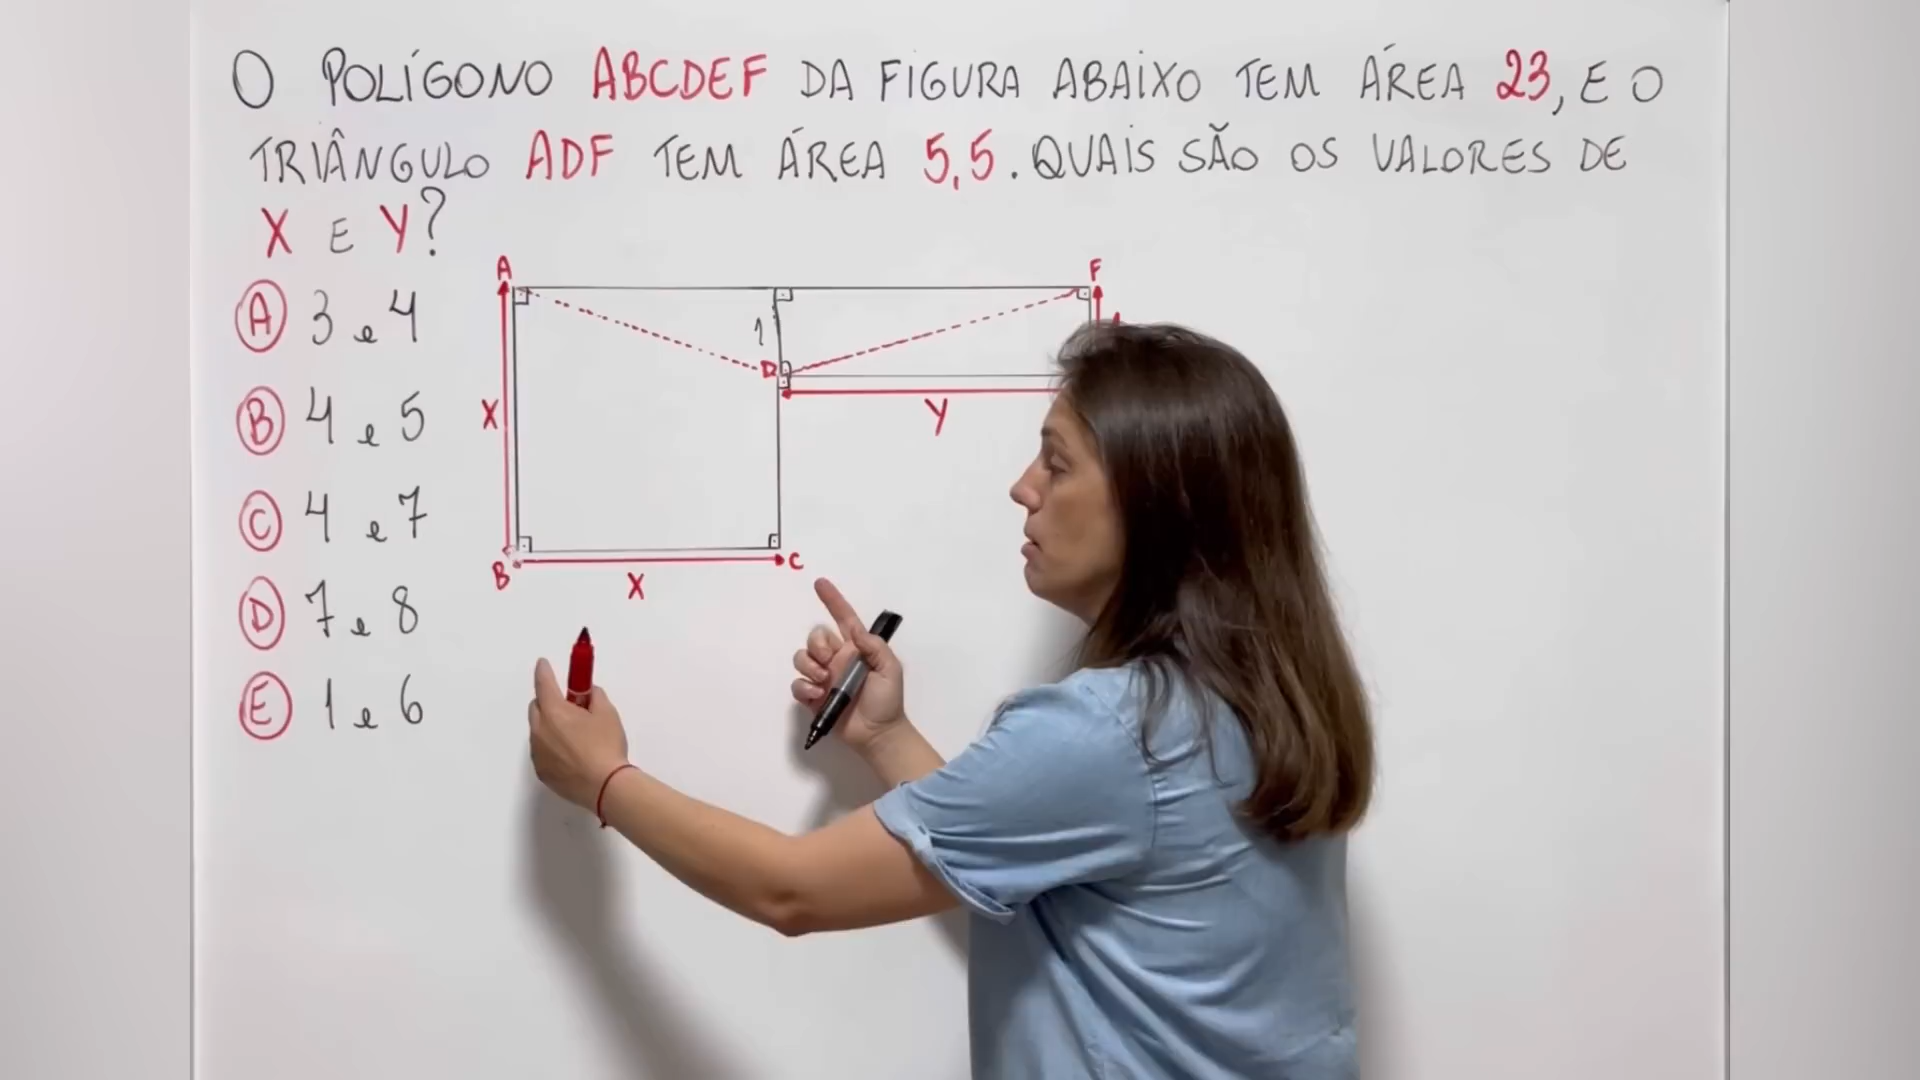 O POLÍGONO ABCDEF DA FIGURA ABAIXO TEM ÁREA 23, E O
TRIÂNGULO ADF TEM ÁREA 5,5. QUAIS SÃO OS VALORES DE
X E Y?
A 3 e 4
B 4 e 5
C 4 e 7
D 7 e 8
E 1 e 6
A
F
1
D
X
Y
B
C
X